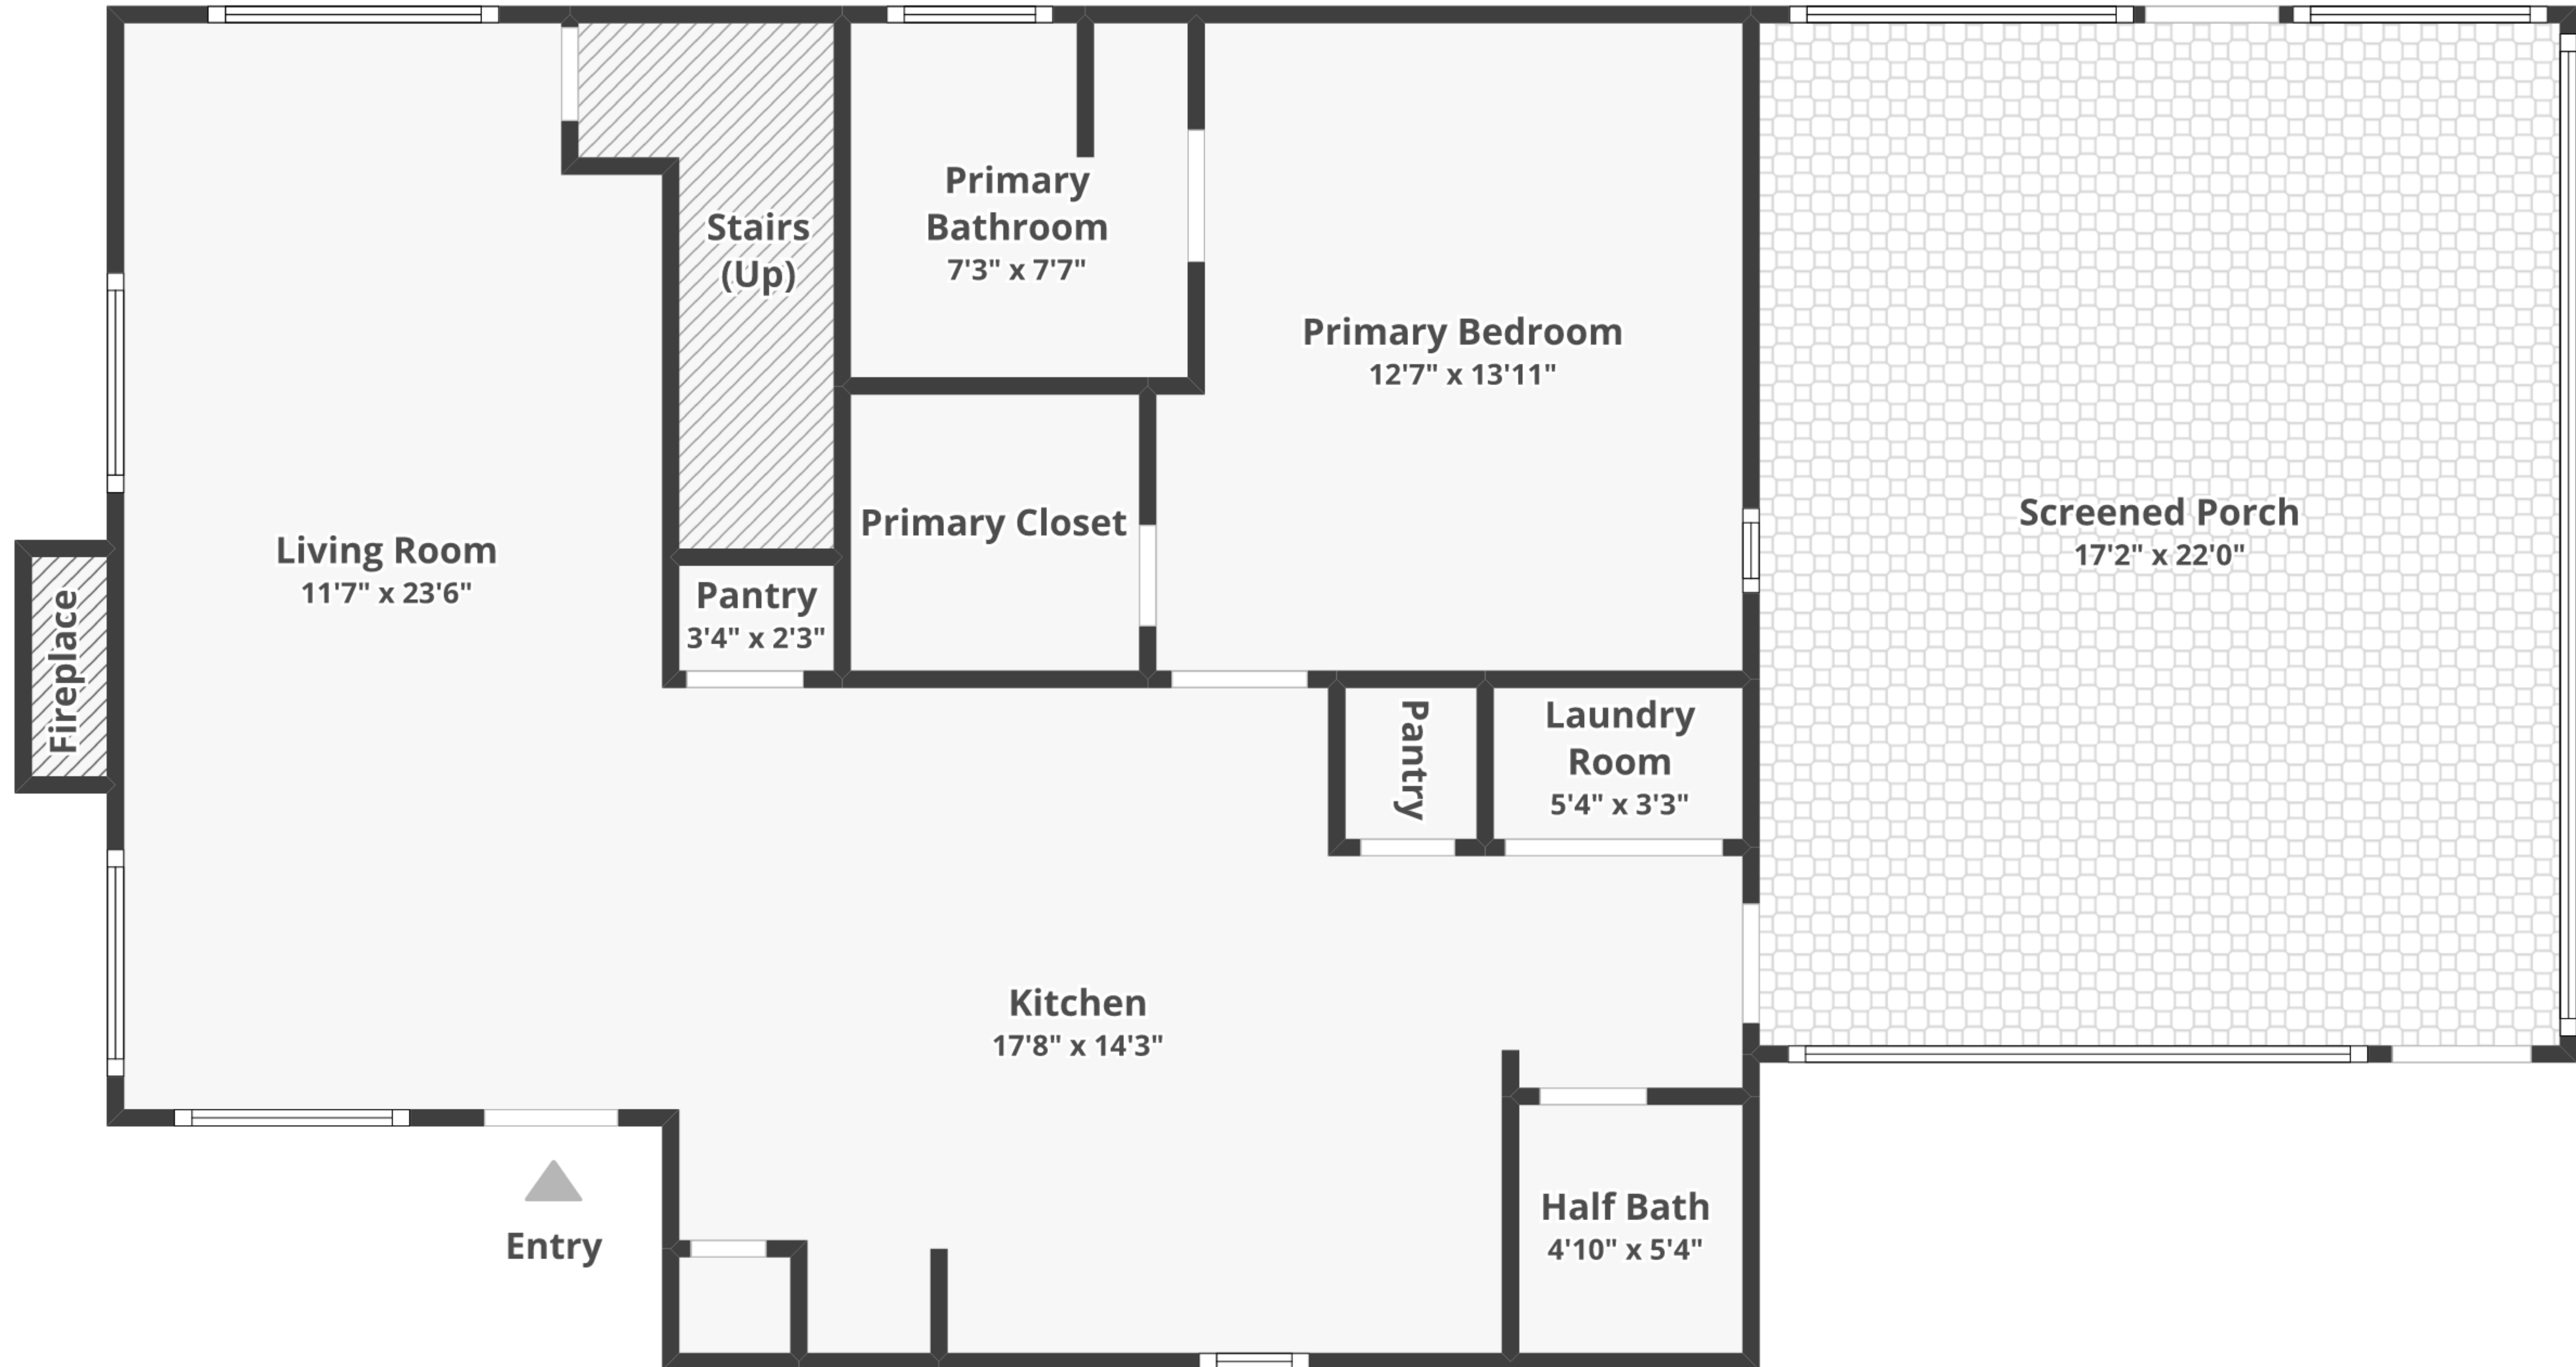 Primary
Bathroom
7'3" x 7'7"
Stairs
(Up)
Primary Bedroom
12'7" x 13'11"
Living Room
11'7" x 23'6"
Primary Closet
Screened Porch
17'2" x 22'0"
Fireplace
Pantry
3'4" x 2'3"
Pantry
Laundry
Room
5'4" x 3'3"
Kitchen
17'8" x 14'3"
Entry
Half Bath
4'10" x 5'4"